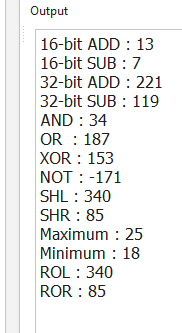 Output
16-bit ADD : 13
16-bit SUB : 7
32-bit ADD : 221
32-bit SUB : 119
AND : 34
OR  : 187
XOR : 153
NOT : -171
SHL : 340
SHR : 85
Maximum : 25
Minimum : 18
ROL : 340
ROR : 85